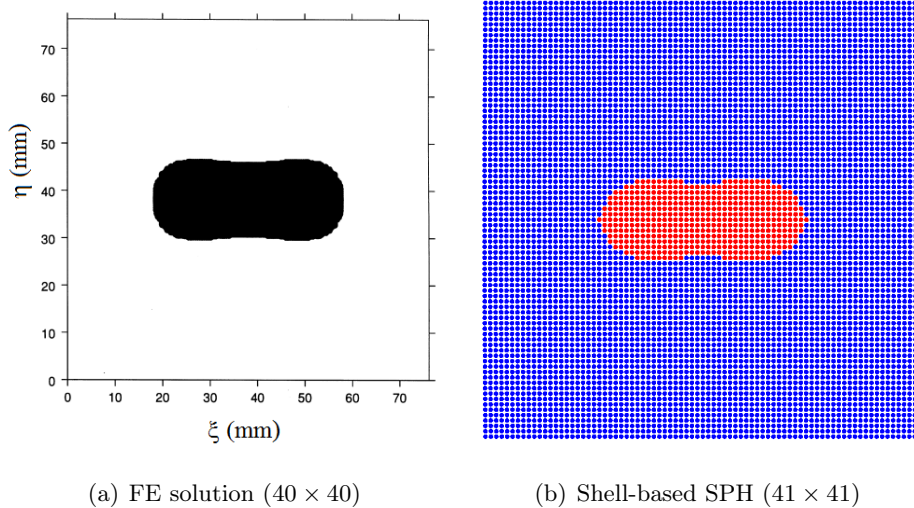 70
60
50
40
30
20
10
0
η (mm)
0 10 20 30 40 50 60 70
ξ (mm)
(a) FE solution (40 × 40)
(b) Shell-based SPH (41 × 41)